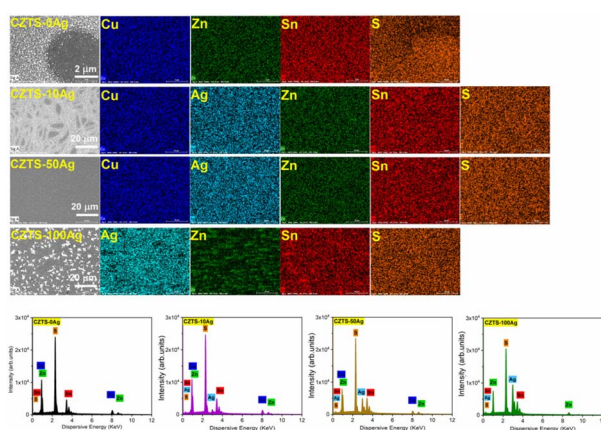 CZTS-0Ag Cu Zn Sn S
2 μm
CZTS-10Ag Cu Ag Zn Sn S
20 μm
CZTS-50Ag Cu Ag Zn Sn S
20 μm
CZTS-100Ag Ag Zn Sn S
20 μm
3x10⁴ CZTS-0Ag S
2x10⁴
1x10⁴ Zn Sn Zn
0
0 2 4 6 8 10 12
Intensity (arb.units)
Dispersive Energy (KeV)
3x10⁴ CZTS-10Ag S
2x10⁴
1x10⁴ Zn Ag Sn Zn
0
0 2 4 6 8 10 12
Intensity (arb.units)
Dispersive Energy (KeV)
3x10⁴ CZTS-50Ag S
2x10⁴
1x10⁴ Zn Ag Sn Zn
0
0 2 4 6 8 10 12
Intensity (arb.units)
Dispersive Energy (KeV)
3x10⁴ CZTS-100Ag S
2x10⁴
1x10⁴ Zn Ag Sn Zn
0
0 2 4 6 8 10 12
Intensity (arb.units)
Dispersive Energy (KeV)